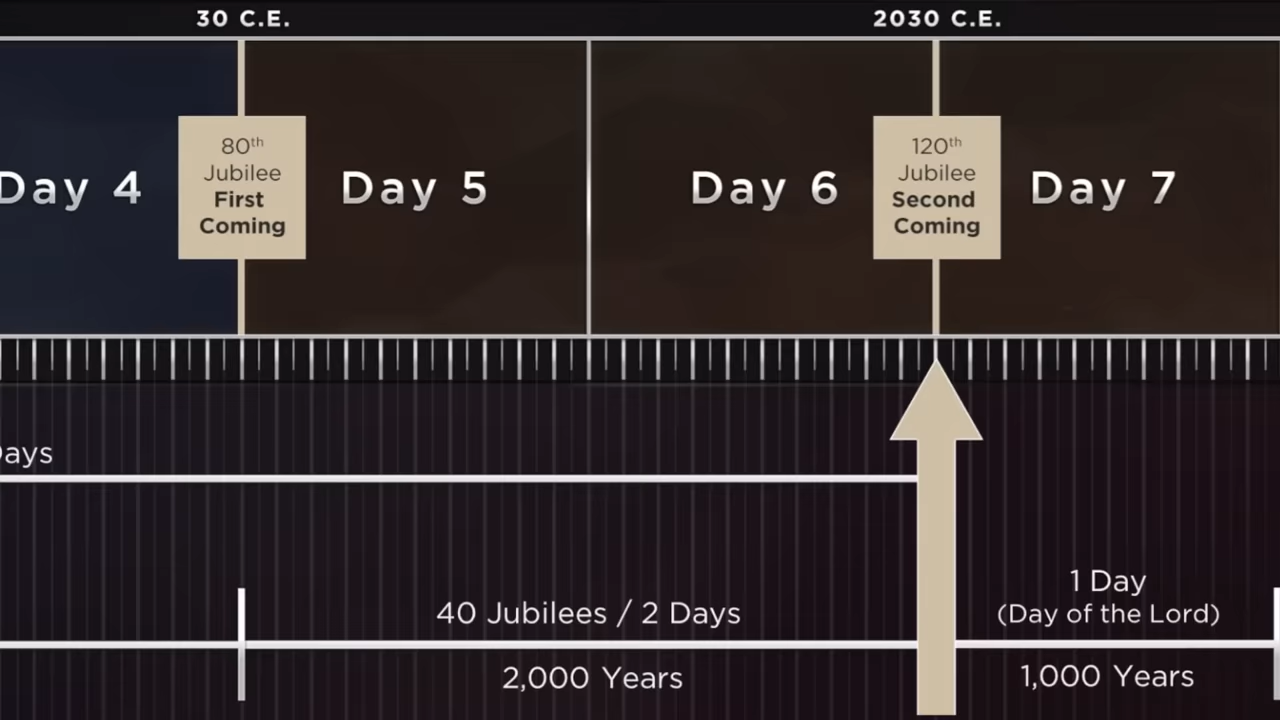 30 C.E.
2030 C.E.
Day 4
80th
Jubilee
First
Coming
Day 5
Day 6
120th
Jubilee
Second
Coming
Day 7
40 Jubilees / 2 Days
2,000 Years
1 Day
(Day of the Lord)
1,000 Years